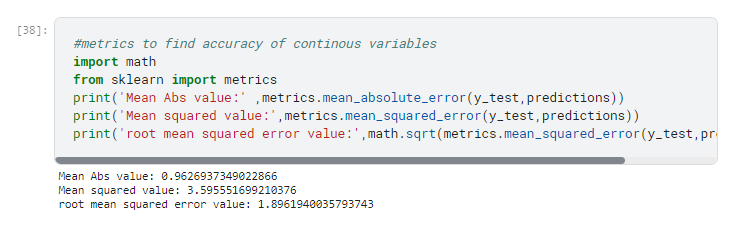 [38]:
#metrics to find accuracy of continous variables
import math
from sklearn import metrics
print('Mean Abs value:' ,metrics.mean_absolute_error(y_test,predictions))
print('Mean squared value:',metrics.mean_squared_error(y_test,predictions))
print('root mean squared error value:',math.sqrt(metrics.mean_squared_error(y_test,pr
Mean Abs value: 0.9626937349022866
Mean squared value: 3.595551699210376
root mean squared error value: 1.8961940035793743